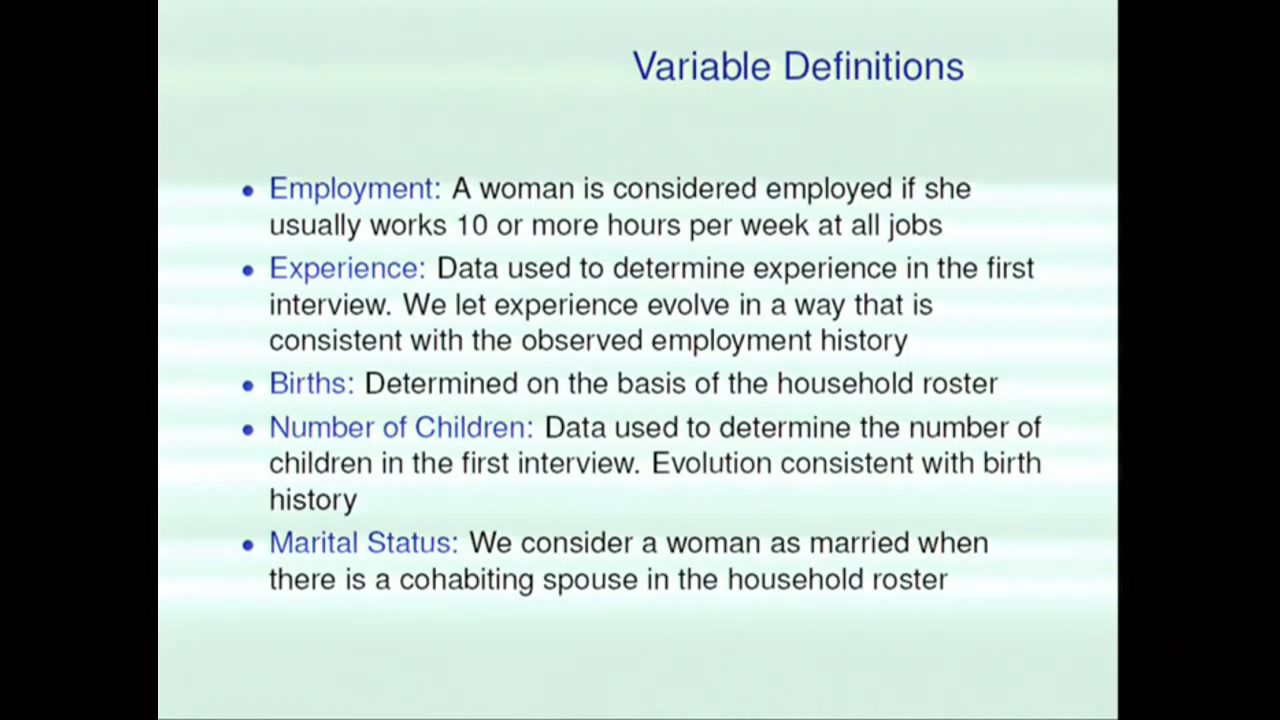 Variable Definitions
• Employment: A woman is considered employed if she
usually works 10 or more hours per week at all jobs
• Experience: Data used to determine experience in the first
interview. We let experience evolve in a way that is
consistent with the observed employment history
• Births: Determined on the basis of the household roster
• Number of Children: Data used to determine the number of
children in the first interview. Evolution consistent with birth
history
• Marital Status: We consider a woman as married when
there is a cohabiting spouse in the household roster